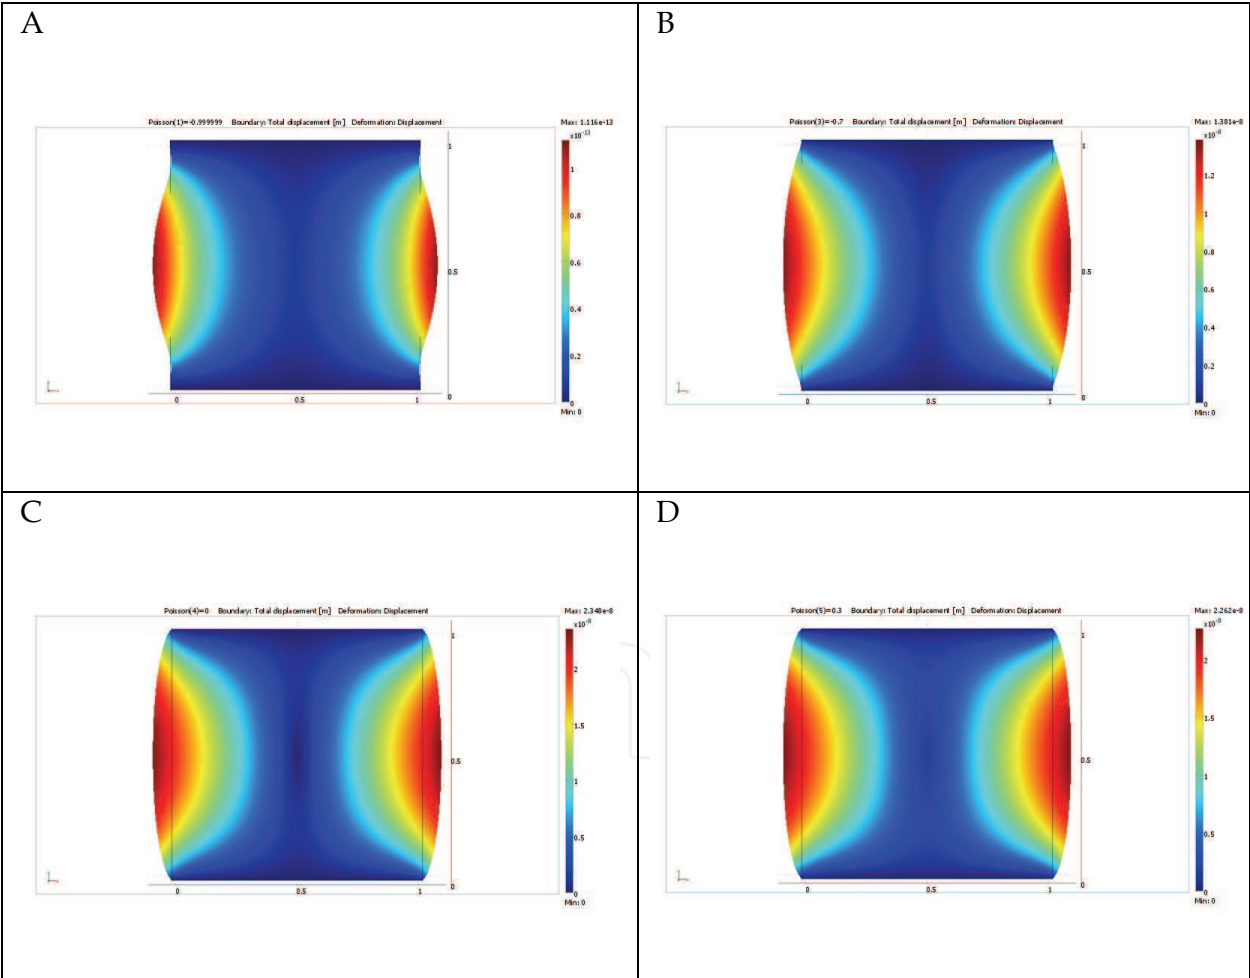 A
Poisson(1)=-0.999999 Boundary: Total displacement [m] Deformation: Displacement
Max: 1.116e-13
x10⁻¹³
1
1
0.8
0.6
0.5
0.4
0.2
0
0
Min: 0
0
0.5
1
B
Poisson(3)=-0.7 Boundary: Total displacement [m] Deformation: Displacement
Max: 1.381e-8
x10⁻⁸
1
1.2
1
0.8
0.5
0.6
0.4
0.2
0
0
Min: 0
0
0.5
1
C
Poisson(4)=0 Boundary: Total displacement [m] Deformation: Displacement
Max: 2.348e-8
x10⁻⁸
1
2
1.5
0.5
1
0.5
0
0
Min: 0
0
0.5
1
D
Poisson(5)=0.3 Boundary: Total displacement [m] Deformation: Displacement
Max: 2.262e-8
x10⁻⁸
1
2
1.5
0.5
1
0.5
0
0
Min: 0
0
0.5
1